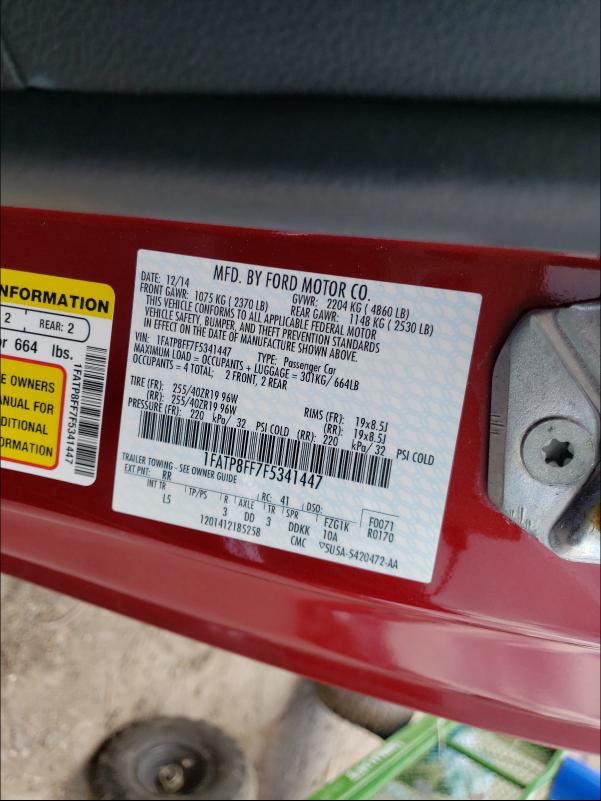 NFORMATION
2 REAR: 2
or 664 lbs.
E OWNERS
ANUAL FOR
DITIONAL
ORMATION
1FATP8FF7F5341447
MFD. BY FORD MOTOR CO.
DATE: 12/14 GVWR: 2204 KG ( 4860 LB)
FRONT GAWR: 1075 KG ( 2370 LB) REAR GAWR: 1148 KG ( 2530 LB)
THIS VEHICLE CONFORMS TO ALL APPLICABLE FEDERAL MOTOR
VEHICLE SAFETY, BUMPER, AND THEFT PREVENTION STANDARDS
IN EFFECT ON THE DATE OF MANUFACTURE SHOWN ABOVE.
VIN: 1FATP8FF7F5341447 TYPE: Passenger Car
MAXIMUM LOAD = OCCUPANTS + LUGGAGE = 301KG / 664LB
OCCUPANTS = 4 TOTAL; 2 FRONT, 2 REAR
TIRE (FR): 255/40ZR19 96W RIMS (FR): 19x8.5J
(RR): 255/40ZR19 96W (RR): 19x8.5J
PRESSURE (FR): 220 kPa/ 32 PSI COLD (RR): 220 kPa/ 32 PSI COLD
1FATP8FF7F5341447
TRAILER TOWING - SEE OWNER GUIDE
EXT PNT: RR RC: 41 DSO: F0071
INT TR TP/PS R AXLE TR SPR FZG1K R0170
L5 3 DD 3 DDKK 10A
12014121B525B CMC ▽5USA-5420472-AA